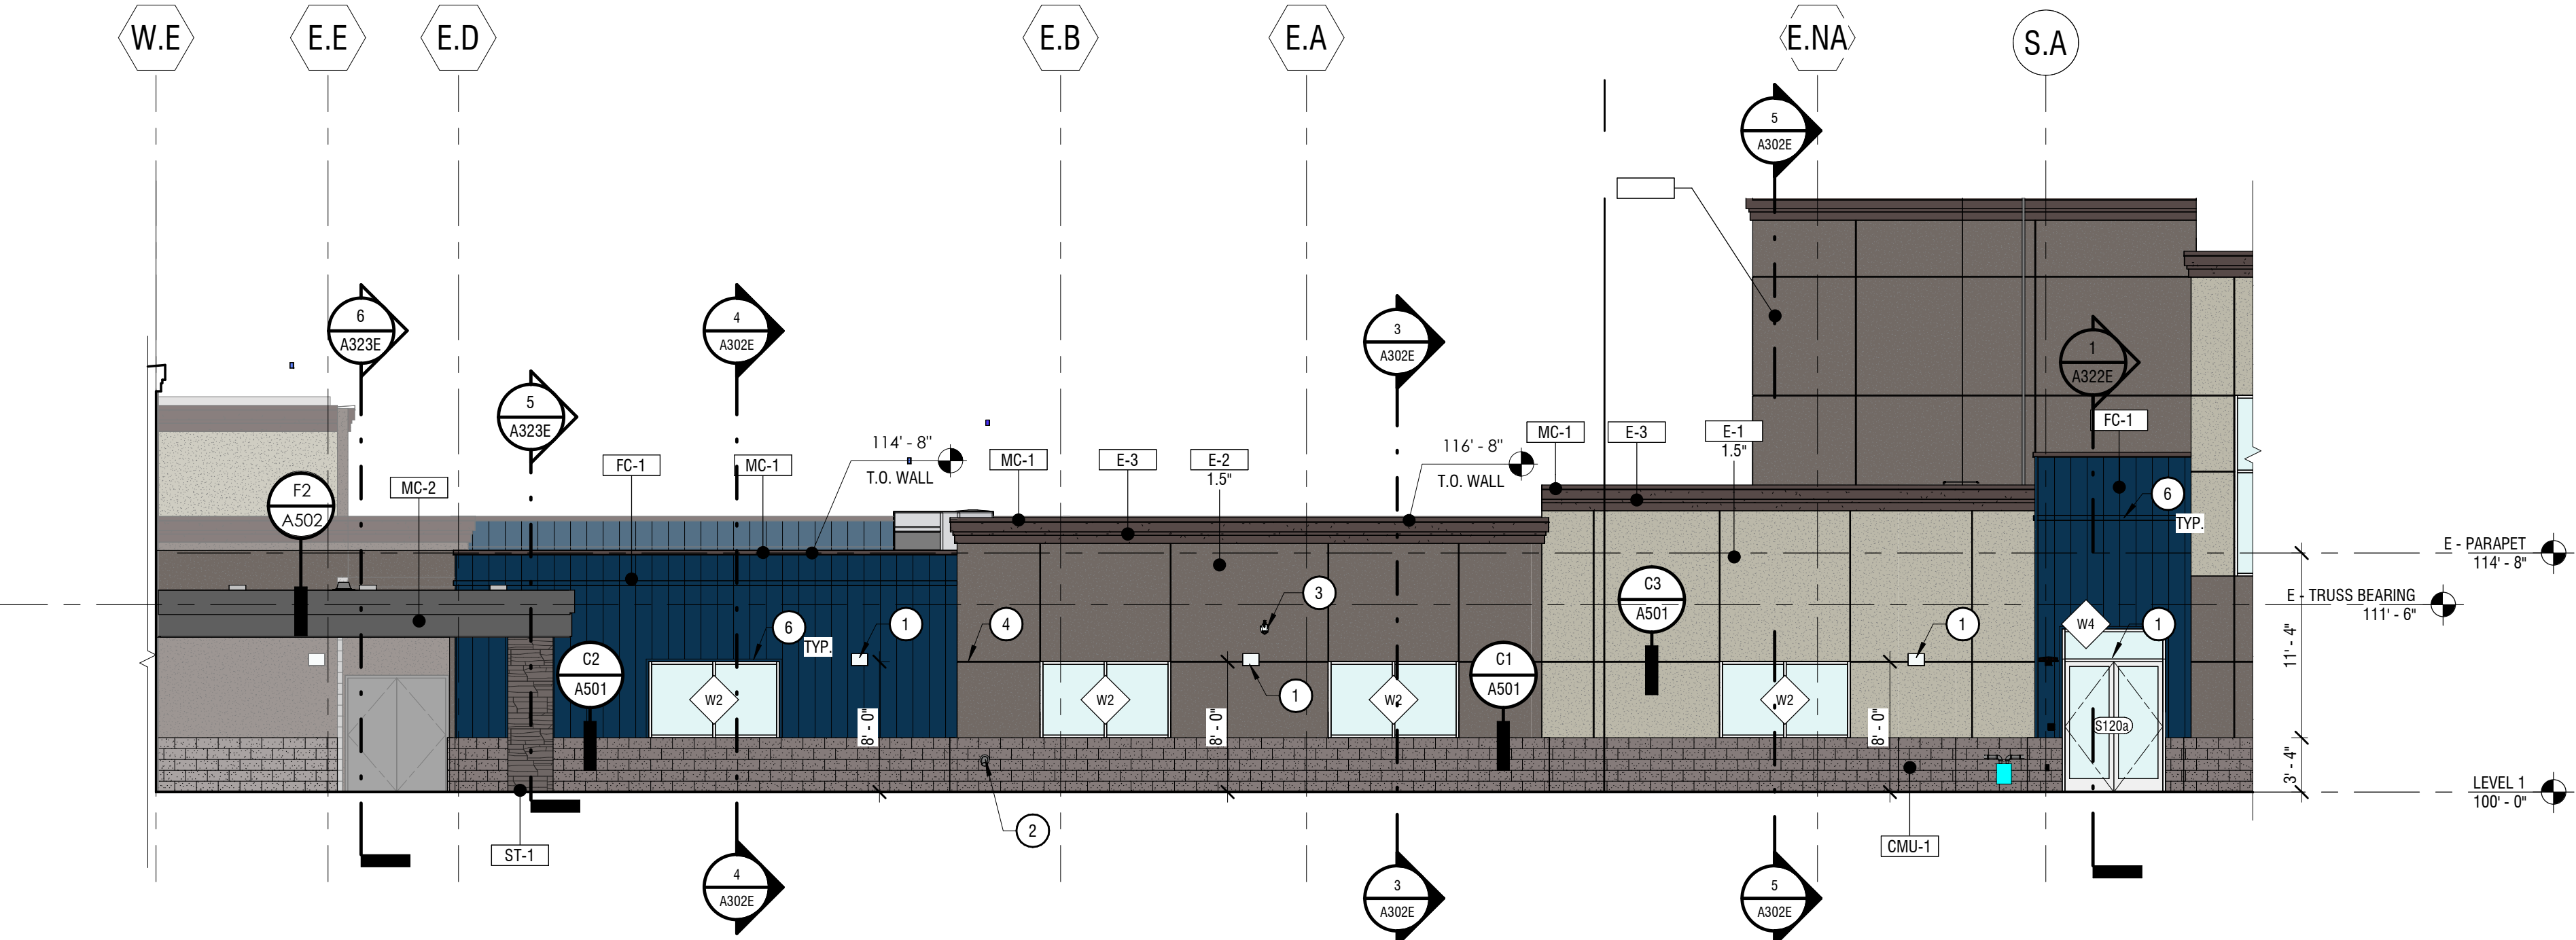 W.E
E.E
E.D
E.B
E.A
E.NA
S.A
5
A302E
6
A323E
4
A302E
3
A302E
1
A322E
5
A323E
FC-1
MC-1
E-3
E-1
1.5"
114' - 8"
T.O. WALL
116' - 8"
T.O. WALL
FC-1
MC-1
MC-1
E-3
E-2
1.5"
MC-2
F2
A502
6
TYP.
E - PARAPET
114' - 8"
E - TRUSS BEARING
111' - 6"
C3
A501
3
6
TYP.
1
4
1
W4
1
11' - 4"
C2
A501
C1
A501
W2
W2
1
W2
W2
8' - 0"
8' - 0"
8' - 0"
S120a
3' - 4"
LEVEL 1
100' - 0"
2
ST-1
CMU-1
4
A302E
3
A302E
5
A302E